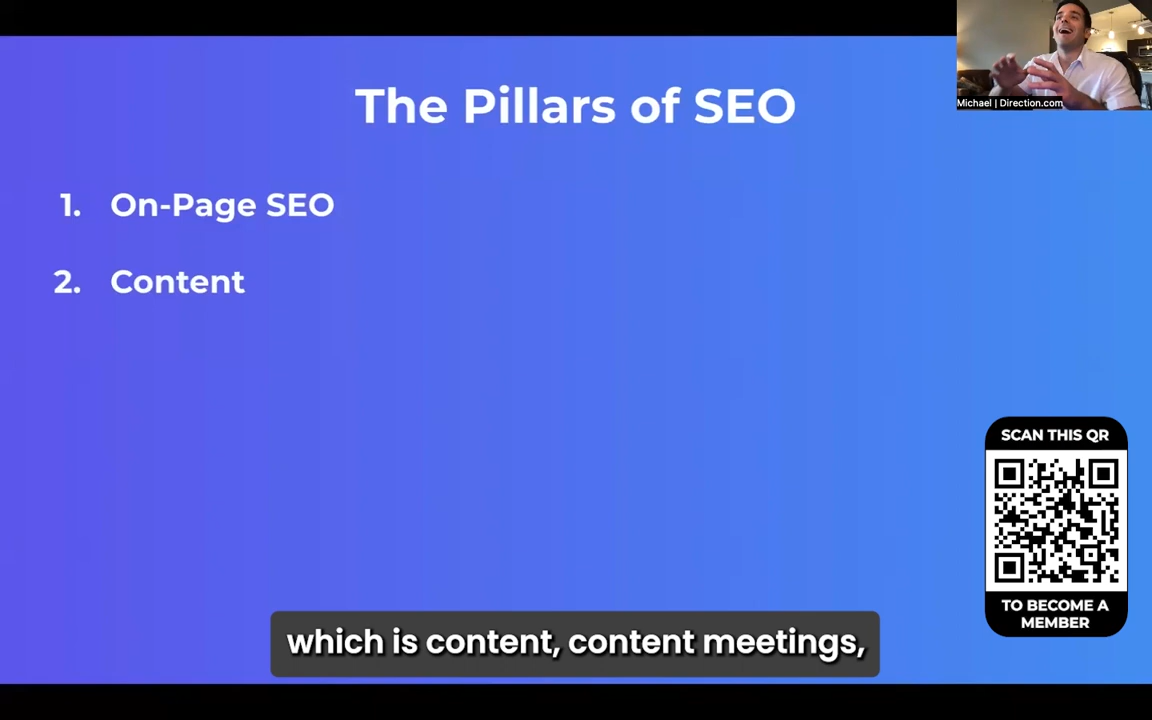 Michael | Direction.com
The Pillars of SEO
1. On-Page SEO
2. Content
SCAN THIS QR
TO BECOME A
MEMBER
which is content, content meetings,